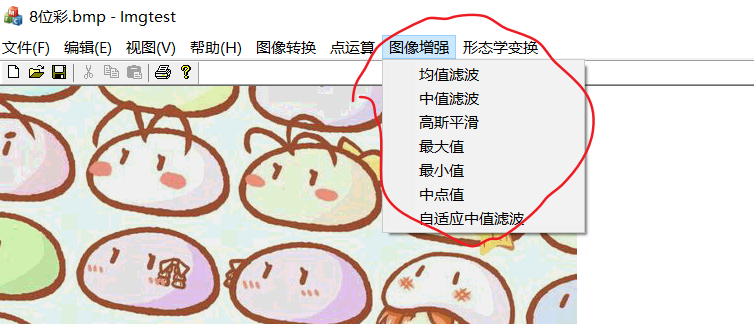 8位彩.bmp - Imgtest
文件(F) 编辑(E) 视图(V) 帮助(H) 图像转换 点运算 图像增强 形态学变换
均值滤波
中值滤波
高斯平滑
最大值
最小值
中点值
自适应中值滤波